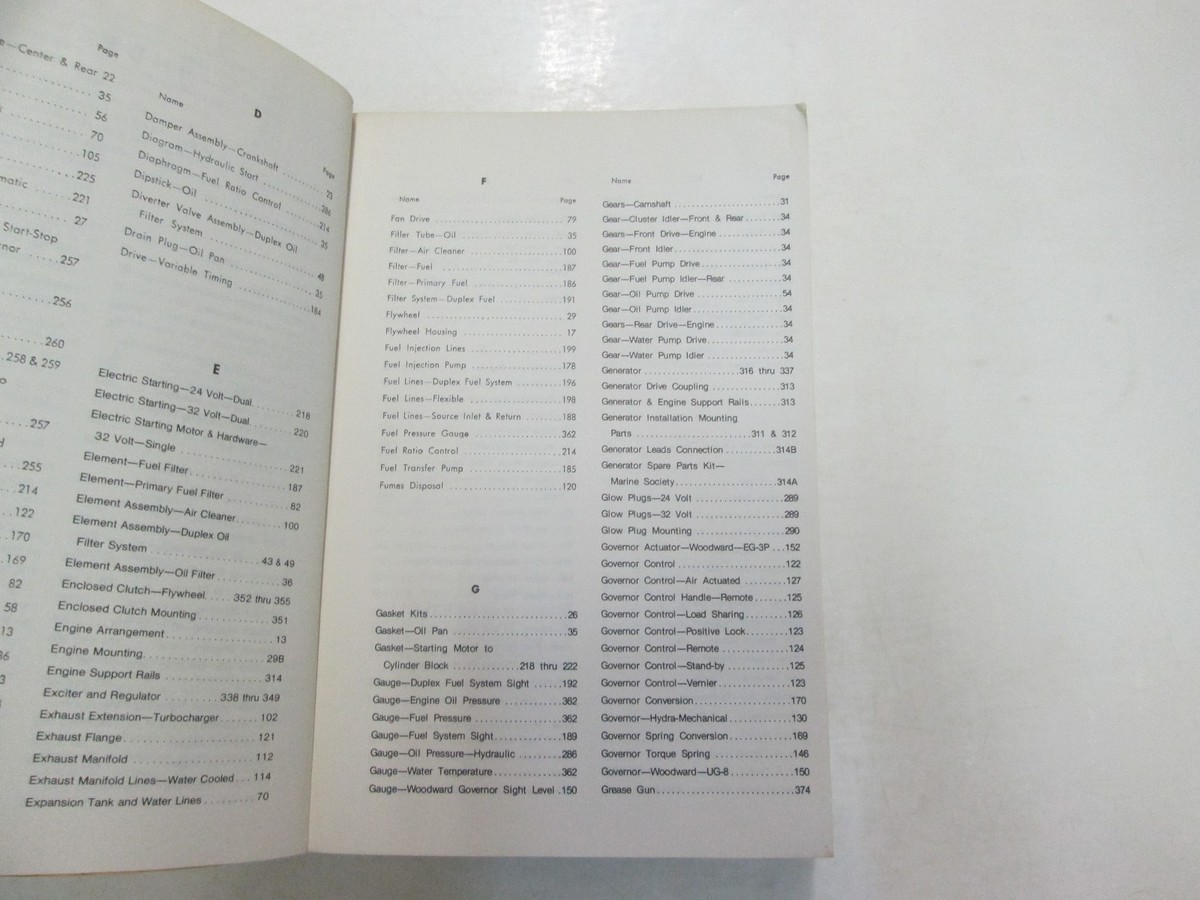 Page
e—Center & Rear 22
35
56
70
105
225
matic ...... 221
27
Start-Stop
nor ..... 257
256
260
258 & 259
257
255
214
122
170
169
82
58
13
Name D
Page
Damper Assembly—Crankshaft ........ 23
Diagram—Hydraulic Start ........ 286
Diaphragm—Fuel Ratio Control ........ 214
Dipstick—Oil ........ 35
Diverter Valve Assembly—Duplex Oil
Filter System ........ 48
Drain Plug—Oil Pan ........ 35
Drive—Variable Timing ........ 184
E
Electric Starting—24 Volt—Dual ........ 218
Electric Starting—32 Volt—Dual ........ 220
Electric Starting Motor & Hardware—
32 Volt—Single ........ 221
Element—Fuel Filter ........ 187
Element—Primary Fuel Filter ........ 82
Element Assembly—Air Cleaner ........ 100
Element Assembly—Duplex Oil
Filter System ........ 43 & 49
Element Assembly—Oil Filter ........ 36
Enclosed Clutch—Flywheel ..... 352 thru 355
Enclosed Clutch Mounting ........ 351
Engine Arrangement ........ 13
Engine Mounting ........ 29B
Engine Support Rails ........ 314
Exciter and Regulator ........ 338 thru 349
Exhaust Extension—Turbocharger ....... 102
Exhaust Flange ........ 121
Exhaust Manifold ........ 112
Exhaust Manifold Lines—Water Cooled ... 114
Expansion Tank and Water Lines ........ 70
F
Name Page
Fan Drive ........ 79
Filler Tube—Oil ........ 35
Filter—Air Cleaner ........ 100
Filter—Fuel ........ 187
Filter—Primary Fuel ........ 186
Filter System—Duplex Fuel ........ 191
Flywheel ........ 29
Flywheel Housing ........ 17
Fuel Injection Lines ........ 199
Fuel Injection Pump ........ 178
Fuel Lines—Duplex Fuel System ........ 196
Fuel Lines—Flexible ........ 198
Fuel Lines—Source Inlet & Return ........ 188
Fuel Pressure Gauge ........ 362
Fuel Ratio Control ........ 214
Fuel Transfer Pump ........ 185
Fumes Disposal ........ 120
G
Gasket Kits ........ 26
Gasket—Oil Pan ........ 35
Gasket—Starting Motor to
Cylinder Block ............ 218 thru 222
Gauge—Duplex Fuel System Sight ...... 192
Gauge—Engine Oil Pressure ........ 362
Gauge—Fuel Pressure ........ 362
Gauge—Fuel System Sight ........ 189
Gauge—Oil Pressure—Hydraulic ........ 286
Gauge—Water Temperature ........ 362
Gauge—Woodward Governor Sight Level . 150
Name Page
Gears—Camshaft ........ 31
Gear—Cluster Idler—Front & Rear ........ 34
Gears—Front Drive—Engine ........ 34
Gear—Front Idler ........ 34
Gear—Fuel Pump Drive ........ 34
Gear—Fuel Pump Idler—Rear ........ 34
Gear—Oil Pump Drive ........ 54
Gear—Oil Pump Idler ........ 34
Gears—Rear Drive—Engine ........ 34
Gear—Water Pump Drive ........ 34
Gear—Water Pump Idler ........ 34
Generator ........ 316 thru 337
Generator Drive Coupling ........ 313
Generator & Engine Support Rails ....... 313
Generator Installation Mounting
Parts ........ 311 & 312
Generator Leads Connection ........ 314B
Generator Spare Parts Kit—
Marine Society ........ 314A
Glow Plugs—24 Volt ........ 289
Glow Plugs—32 Volt ........ 289
Glow Plug Mounting ........ 290
Governor Actuator—Woodward—EG-3P ... 152
Governor Control ........ 122
Governor Control—Air Actuated ........ 127
Governor Control Handle—Remote ....... 125
Governor Control—Load Sharing ........ 126
Governor Control—Positive Lock ........ 123
Governor Control—Remote ........ 124
Governor Control—Stand-by ........ 125
Governor Control—Vernier ........ 123
Governor Conversion ........ 170
Governor—Hydra-Mechanical ........ 130
Governor Spring Conversion ........ 169
Governor Torque Spring ........ 146
Governor—Woodward—UG-8 ........ 150
Grease Gun ........ 374